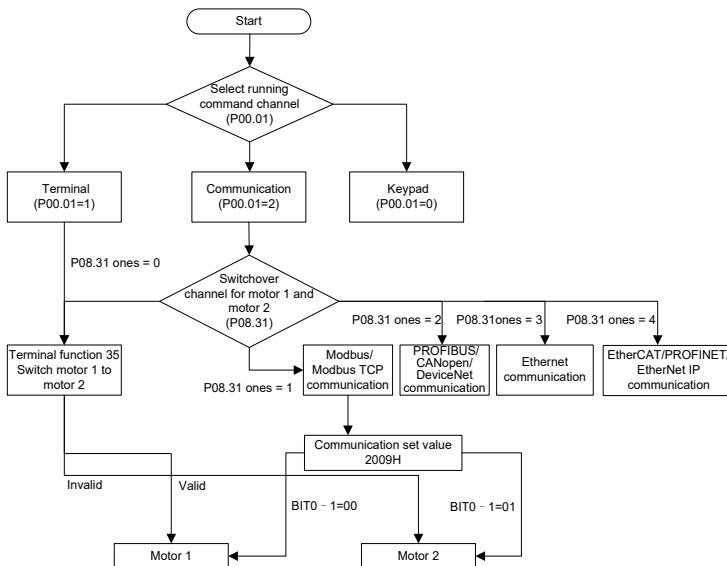 Start
Select running
command channel
(P00.01)
Terminal
(P00.01=1)
Communication
(P00.01=2)
Keypad
(P00.01=0)
P08.31 ones = 0
Switchover
channel for motor 1 and
motor 2
(P08.31)
P08.31 ones = 2
P08.31ones = 3
P08.31 ones = 4
Terminal function 35
Switch motor 1 to
motor 2
P08.31 ones = 1
Modbus/
Modbus TCP
communication
PROFIBUS/
CANopen/
DeviceNet
communication
Ethernet
communication
EtherCAT/PROFINET/
EtherNet IP
communication
Communication set value
2009H
Invalid
Valid
BIT0﹣1=00
BIT0﹣1=01
Motor 1
Motor 2